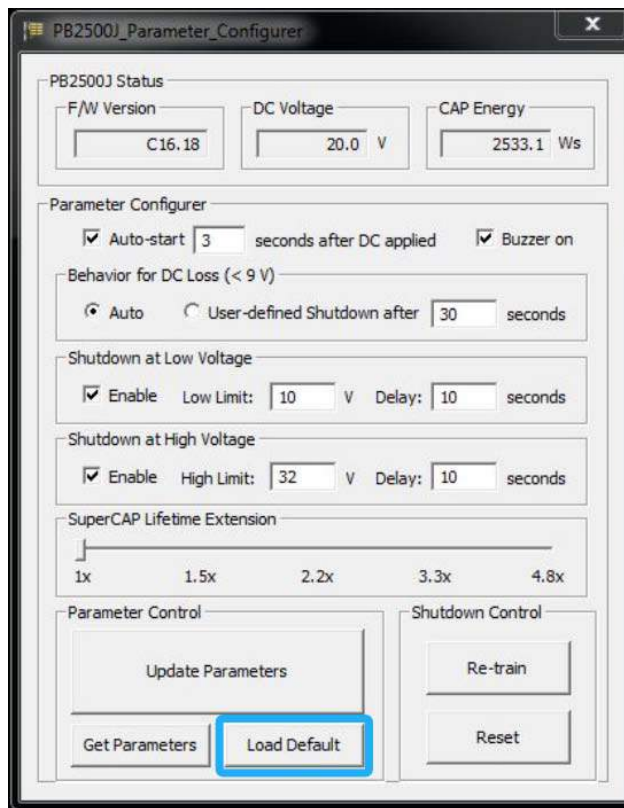 PB2500J_Parameter_Configurer
x
PB2500J Status
F/W Version
C16.18
DC Voltage
20.0 V
CAP Energy
2533.1 Ws
Parameter Configurer
Auto-start 3 seconds after DC applied
Buzzer on
Behavior for DC Loss (< 9 V)
Auto
User-defined Shutdown after 30 seconds
Shutdown at Low Voltage
Enable Low Limit: 10 V Delay: 10 seconds
Shutdown at High Voltage
Enable High Limit: 32 V Delay: 10 seconds
SuperCAP Lifetime Extension
1x 1.5x 2.2x 3.3x 4.8x
Parameter Control
Update Parameters
Get Parameters
Load Default
Shutdown Control
Re-train
Reset